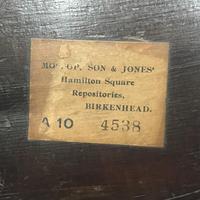 SON & JONES'
Hamilton Square
Repositories,
BIRKENHEAD.
A 10 4538